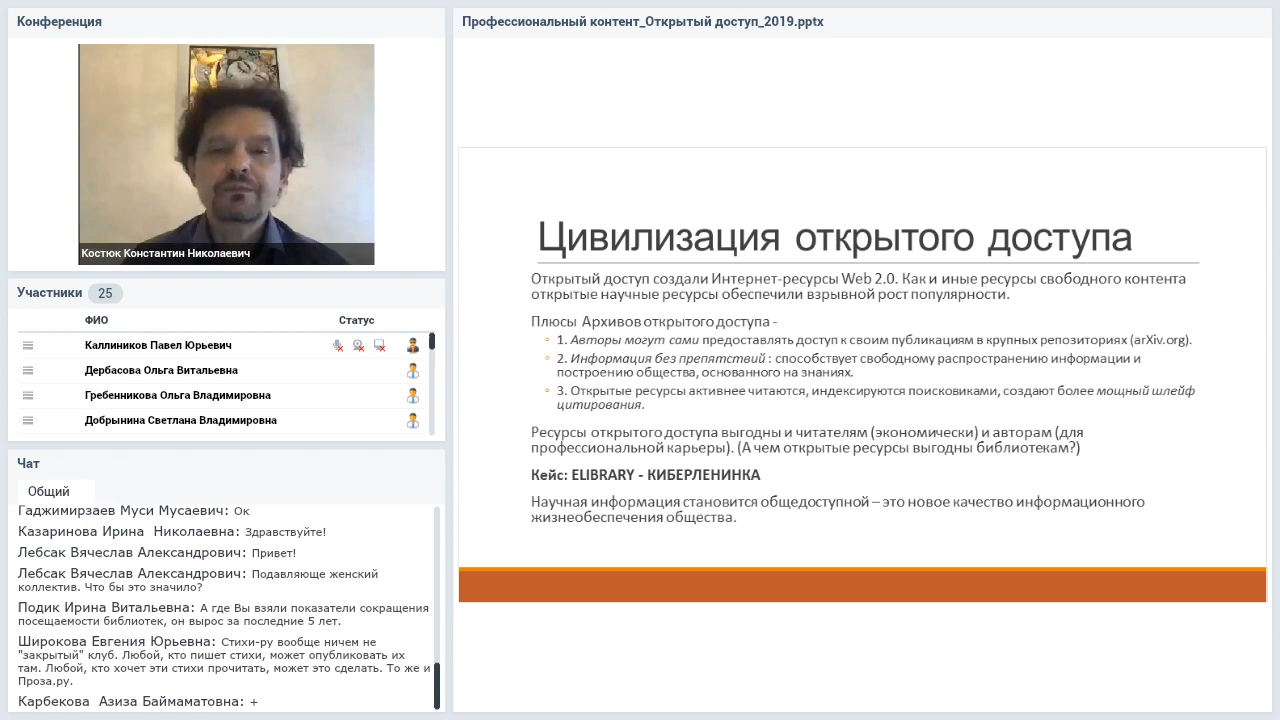 Конференция
Костюк Константин Николаевич
Участники 25
ФИО Статус
Каллиников Павел Юрьевич
Дербасова Ольга Витальевна
Гребенникова Ольга Владимировна
Добрынина Светлана Владимировна
Чат
Общий
Гаджимирзаев Муси Мусаевич: Ок
Казаринова Ирина Николаевна: Здравствуйте!
Лебсак Вячеслав Александрович: Привет!
Лебсак Вячеслав Александрович: Подавляюще женский
коллектив. Что бы это значило?
Подик Ирина Витальевна: А где Вы взяли показатели сокращения
посещаемости библиотек, он вырос за последние 5 лет.
Широкова Евгения Юрьевна: Стихи-ру вообще ничем не
"закрытый" клуб. Любой, кто пишет стихи, может опубликовать их
там. Любой, кто хочет эти стихи прочитать, может это сделать. То же и
Проза.ру.
Карбекова Азиза Баймаматовна: +
Профессиональный контент_Открытый доступ_2019.pptx
Цивилизация открытого доступа
Открытый доступ создали Интернет-ресурсы Web 2.0. Как и иные ресурсы свободного контента
открытые научные ресурсы обеспечили взрывной рост популярности.
Плюсы Архивов открытого доступа -
1. Авторы могут сами предоставлять доступ к своим публикациям в крупных репозиториях (arXiv.org).
2. Информация без препятствий : способствует свободному распространению информации и
построению общества, основанного на знаниях.
3. Открытые ресурсы активнее читаются, индексируются поисковиками, создают более мощный шлейф
цитирования.
Ресурсы открытого доступа выгодны и читателям (экономически) и авторам (для
профессиональной карьеры). (А чем открытые ресурсы выгодны библиотекам?)
Кейс: ELIBRARY - КИБЕРЛЕНИНКА
Научная информация становится общедоступной – это новое качество информационного
жизнеобеспечения общества.